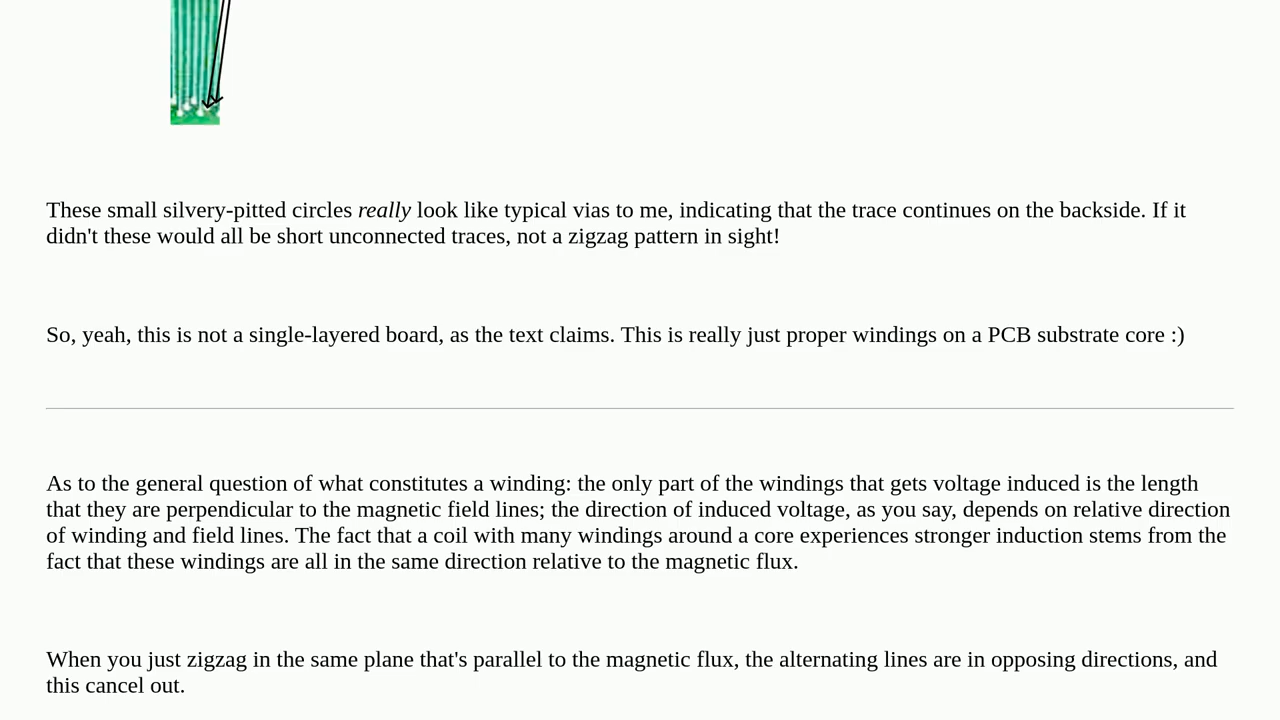 These small silvery-pitted circles really look like typical vias to me, indicating that the trace continues on the backside. If it
didn't these would all be short unconnected traces, not a zigzag pattern in sight!
So, yeah, this is not a single-layered board, as the text claims. This is really just proper windings on a PCB substrate core :)
As to the general question of what constitutes a winding: the only part of the windings that gets voltage induced is the length
that they are perpendicular to the magnetic field lines; the direction of induced voltage, as you say, depends on relative direction
of winding and field lines. The fact that a coil with many windings around a core experiences stronger induction stems from the
fact that these windings are all in the same direction relative to the magnetic flux.
When you just zigzag in the same plane that's parallel to the magnetic flux, the alternating lines are in opposing directions, and
this cancel out.